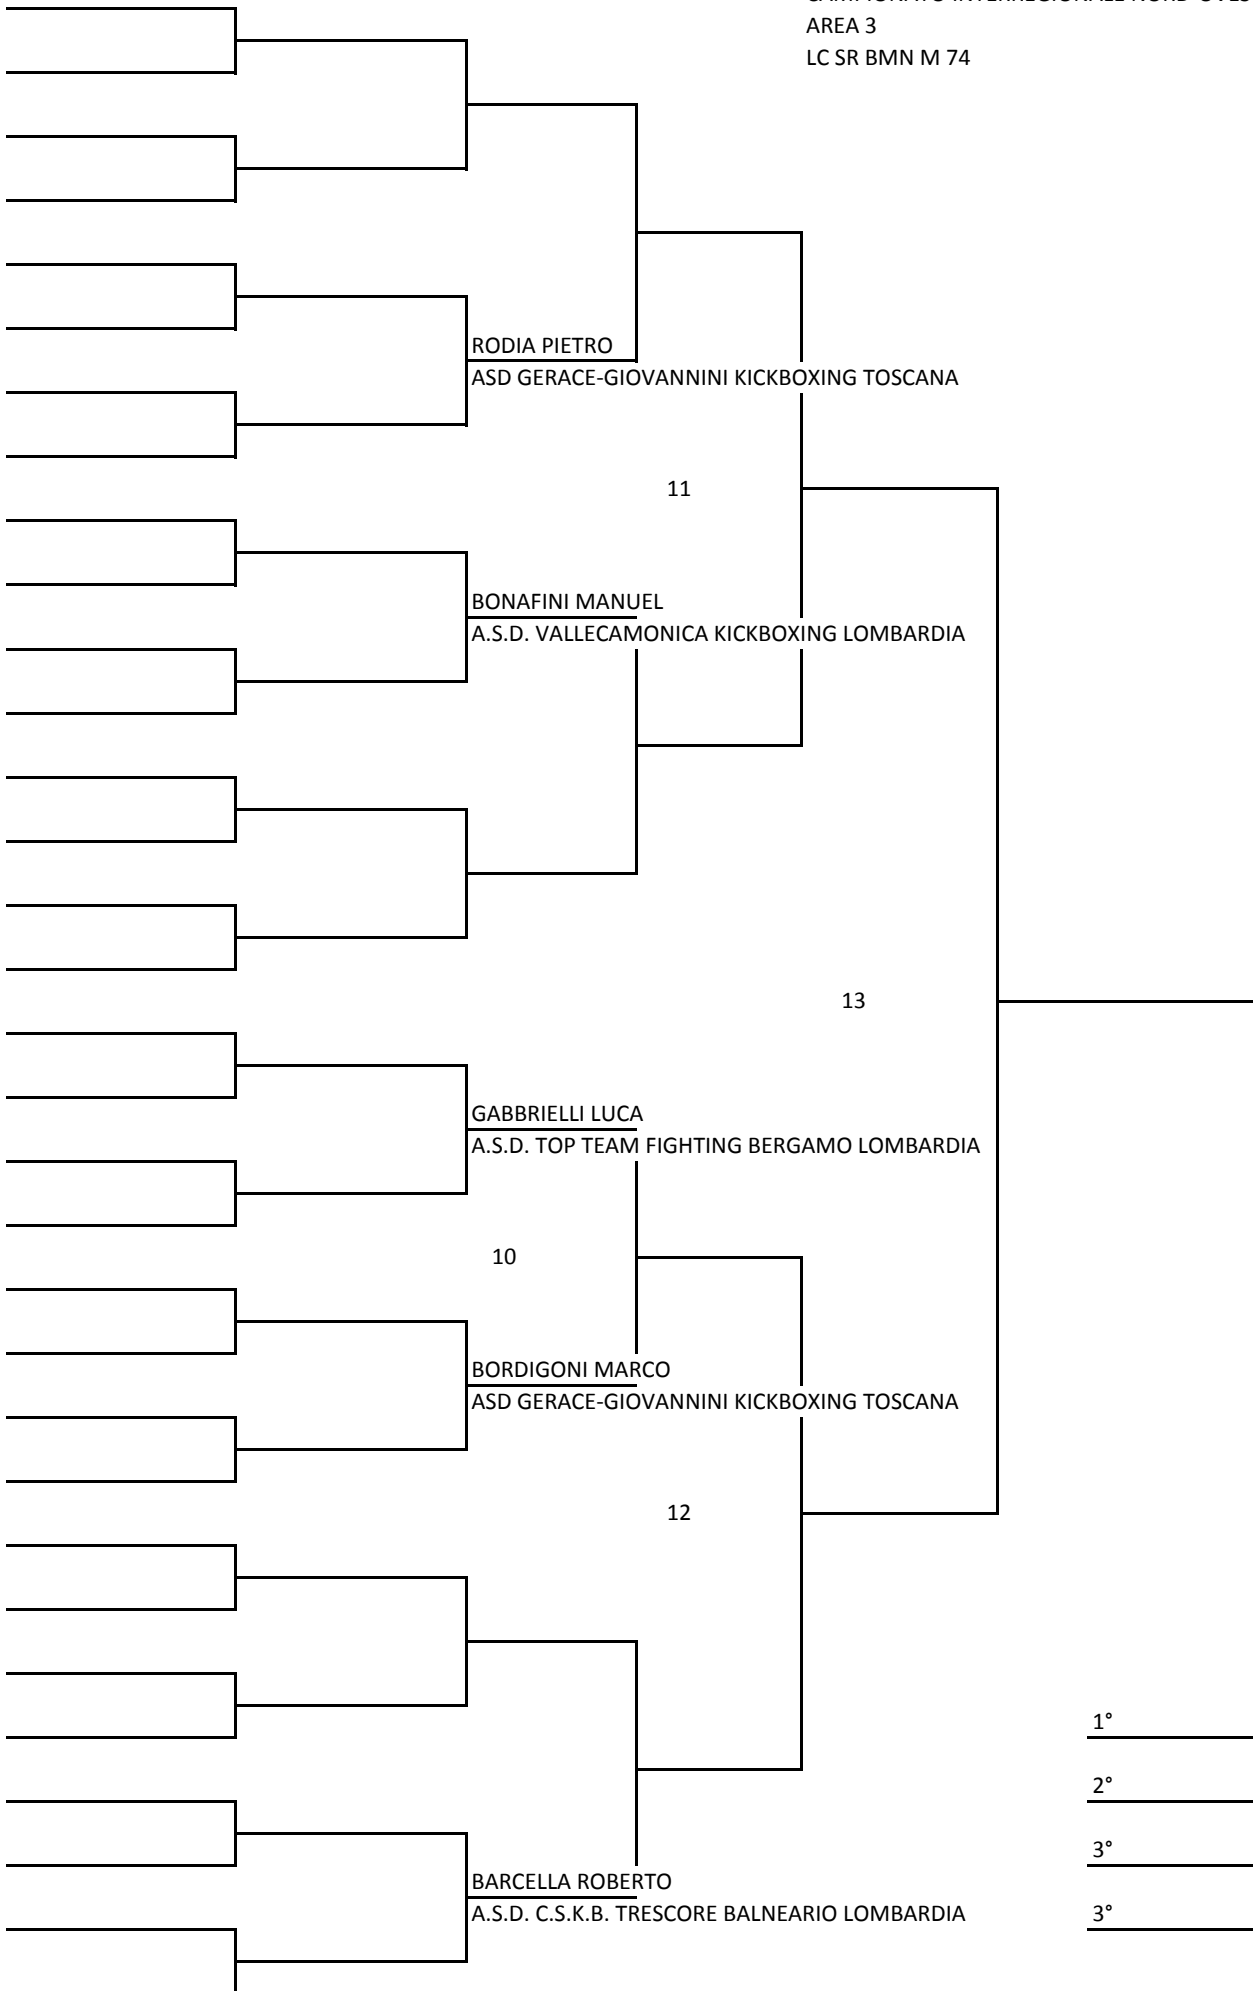 AREA 3
LC SR BMN M 74
RODIA PIETRO
ASD GERACE-GIOVANNINI KICKBOXING TOSCANA
11
BONAFINI MANUEL
A.S.D. VALLECAMONICA KICKBOXING LOMBARDIA
13
GABBRIELLI LUCA
A.S.D. TOP TEAM FIGHTING BERGAMO LOMBARDIA
10
BORDIGONI MARCO
ASD GERACE-GIOVANNINI KICKBOXING TOSCANA
12
1°
2°
3°
BARCELLA ROBERTO
A.S.D. C.S.K.B. TRESCORE BALNEARIO LOMBARDIA
3°